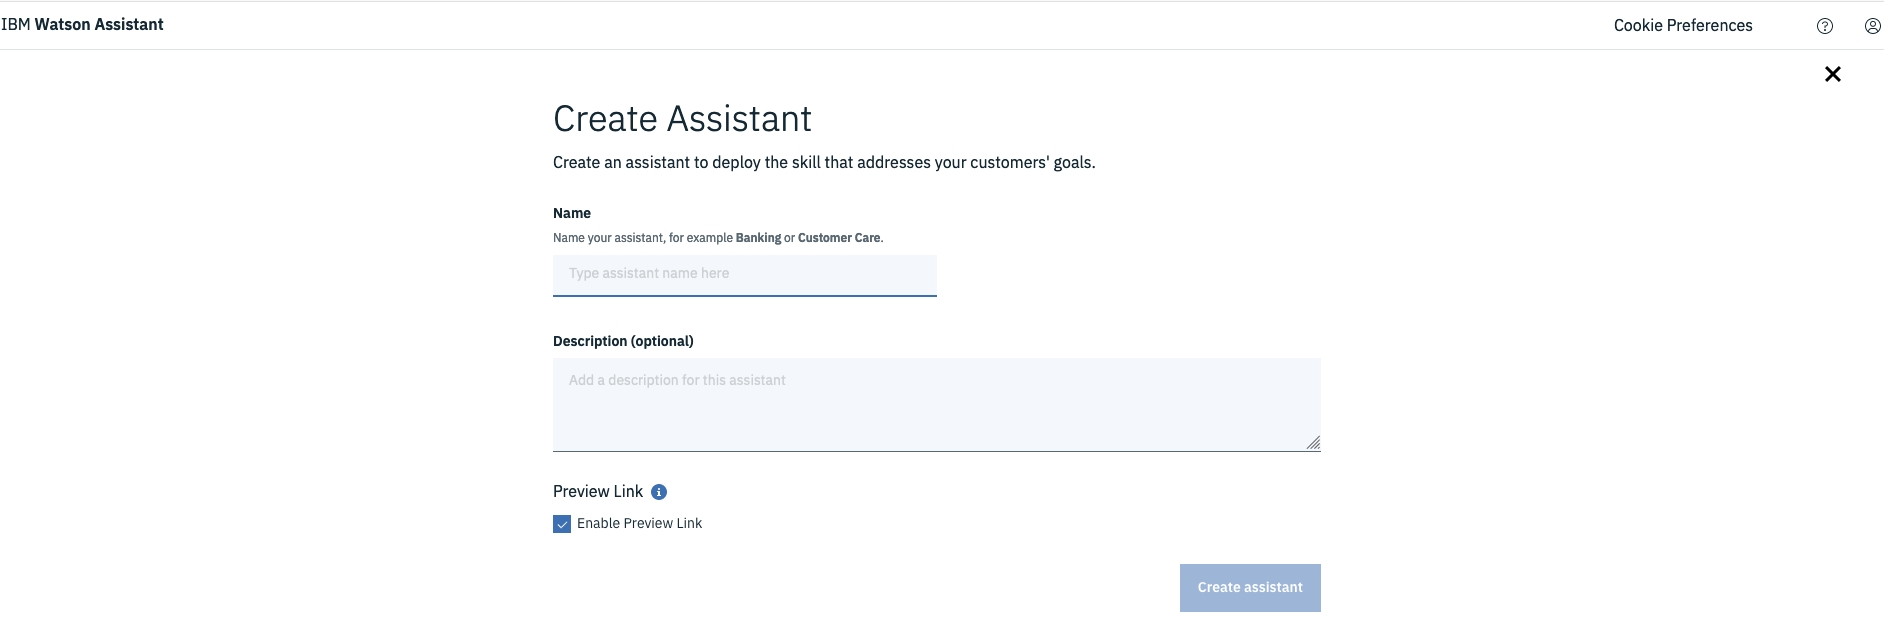 IBM Watson Assistant
Cookie Preferences
Create Assistant
Create an assistant to deploy the skill that addresses your customers' goals.
Name
Name your assistant, for example Banking or Customer Care.
Type assistant name here
Description (optional)
Add a description for this assistant
Preview Link
Enable Preview Link
Create assistant